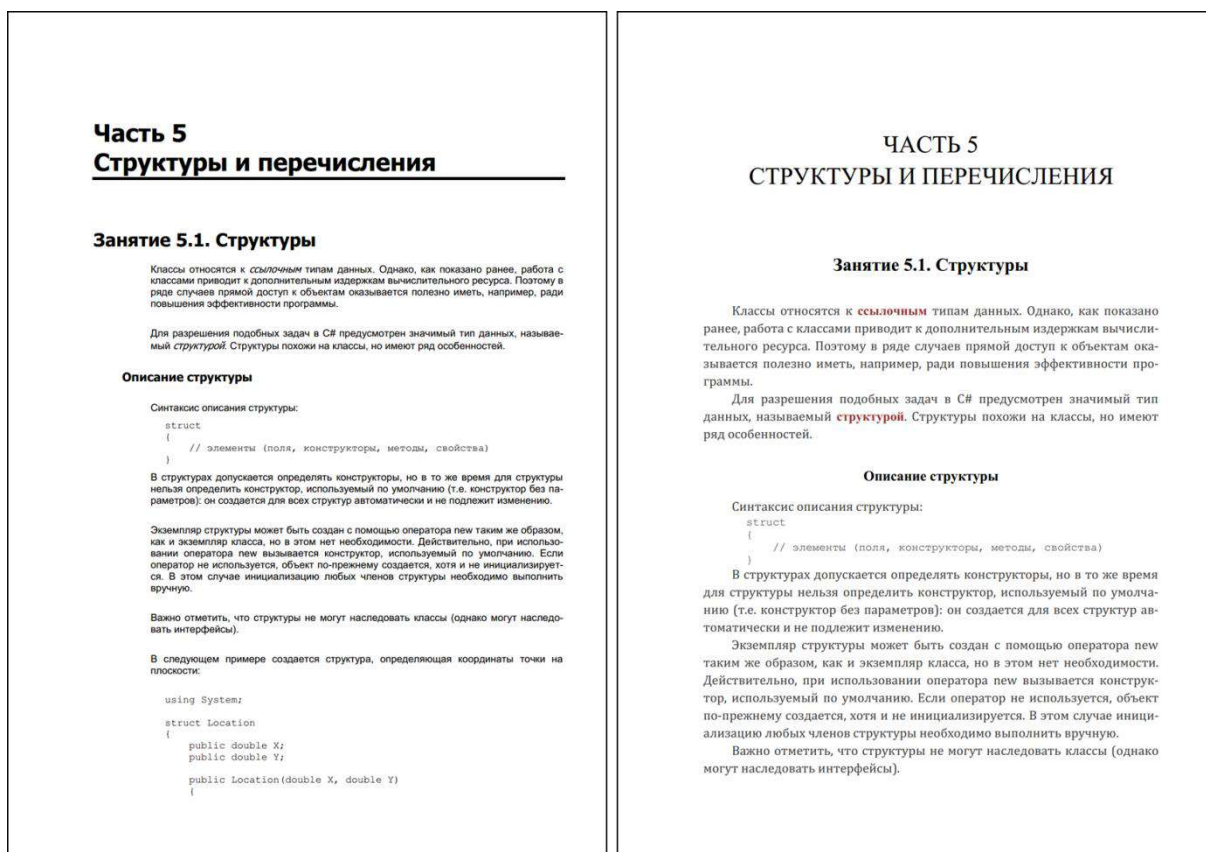 Часть 5
Структуры и перечисления
Занятие 5.1. Структуры
Классы относятся к ссылочным типам данных. Однако, как показано ранее, работа с
классами приводит к дополнительным издержкам вычислительного ресурса. Поэтому в
ряде случаев прямой доступ к объектам оказывается полезно иметь, например, ради
повышения эффективности программы.
Для разрешения подобных задач в C# предусмотрен значимый тип данных, называе-
мый структурой. Структуры похожи на классы, но имеют ряд особенностей.
Описание структуры
Синтаксис описания структуры:
struct
{
// элементы (поля, конструкторы, методы, свойства)
}
В структурах допускается определять конструкторы, но в то же время для структуры
нельзя определить конструктор, используемый по умолчанию (т.е. конструктор без па-
раметров): он создается для всех структур автоматически и не подлежит изменению.
Экземпляр структуры может быть создан с помощью оператора new таким же образом,
как и экземпляр класса, но в этом нет необходимости. Действительно, при использо-
вании оператора new вызывается конструктор, используемый по умолчанию. Если
оператор не используется, объект по-прежнему создается, хотя и не инициализирует-
ся. В этом случае инициализацию любых членов структуры необходимо выполнить
вручную.
Важно отметить, что структуры не могут наследовать классы (однако могут наследо-
вать интерфейсы).
В следующем примере создается структура, определяющая координаты точки на
плоскости:
using System;
struct Location
{
public double X;
public double Y;
public Location(double X, double Y)
{
ЧАСТЬ 5
СТРУКТУРЫ И ПЕРЕЧИСЛЕНИЯ
Занятие 5.1. Структуры
Классы относятся к ссылочным типам данных. Однако, как показано
ранее, работа с классами приводит к дополнительным издержкам вычисли-
тельного ресурса. Поэтому в ряде случаев прямой доступ к объектам ока-
зывается полезно иметь, например, ради повышения эффективности про-
граммы.
Для разрешения подобных задач в C# предусмотрен значимый тип
данных, называемый структурой. Структуры похожи на классы, но имеют
ряд особенностей.
Описание структуры
Синтаксис описания структуры:
struct
{
// элементы (поля, конструкторы, методы, свойства)
}
В структурах допускается определять конструкторы, но в то же время
для структуры нельзя определить конструктор, используемый по умолча-
нию (т.е. конструктор без параметров): он создается для всех структур ав-
томатически и не подлежит изменению.
Экземпляр структуры может быть создан с помощью оператора new
таким же образом, как и экземпляр класса, но в этом нет необходимости.
Действительно, при использовании оператора new вызывается конструк-
тор, используемый по умолчанию. Если оператор не используется, объект
по-прежнему создается, хотя и не инициализируется. В этом случае иници-
ализацию любых членов структуры необходимо выполнить вручную.
Важно отметить, что структуры не могут наследовать классы (однако
могут наследовать интерфейсы).